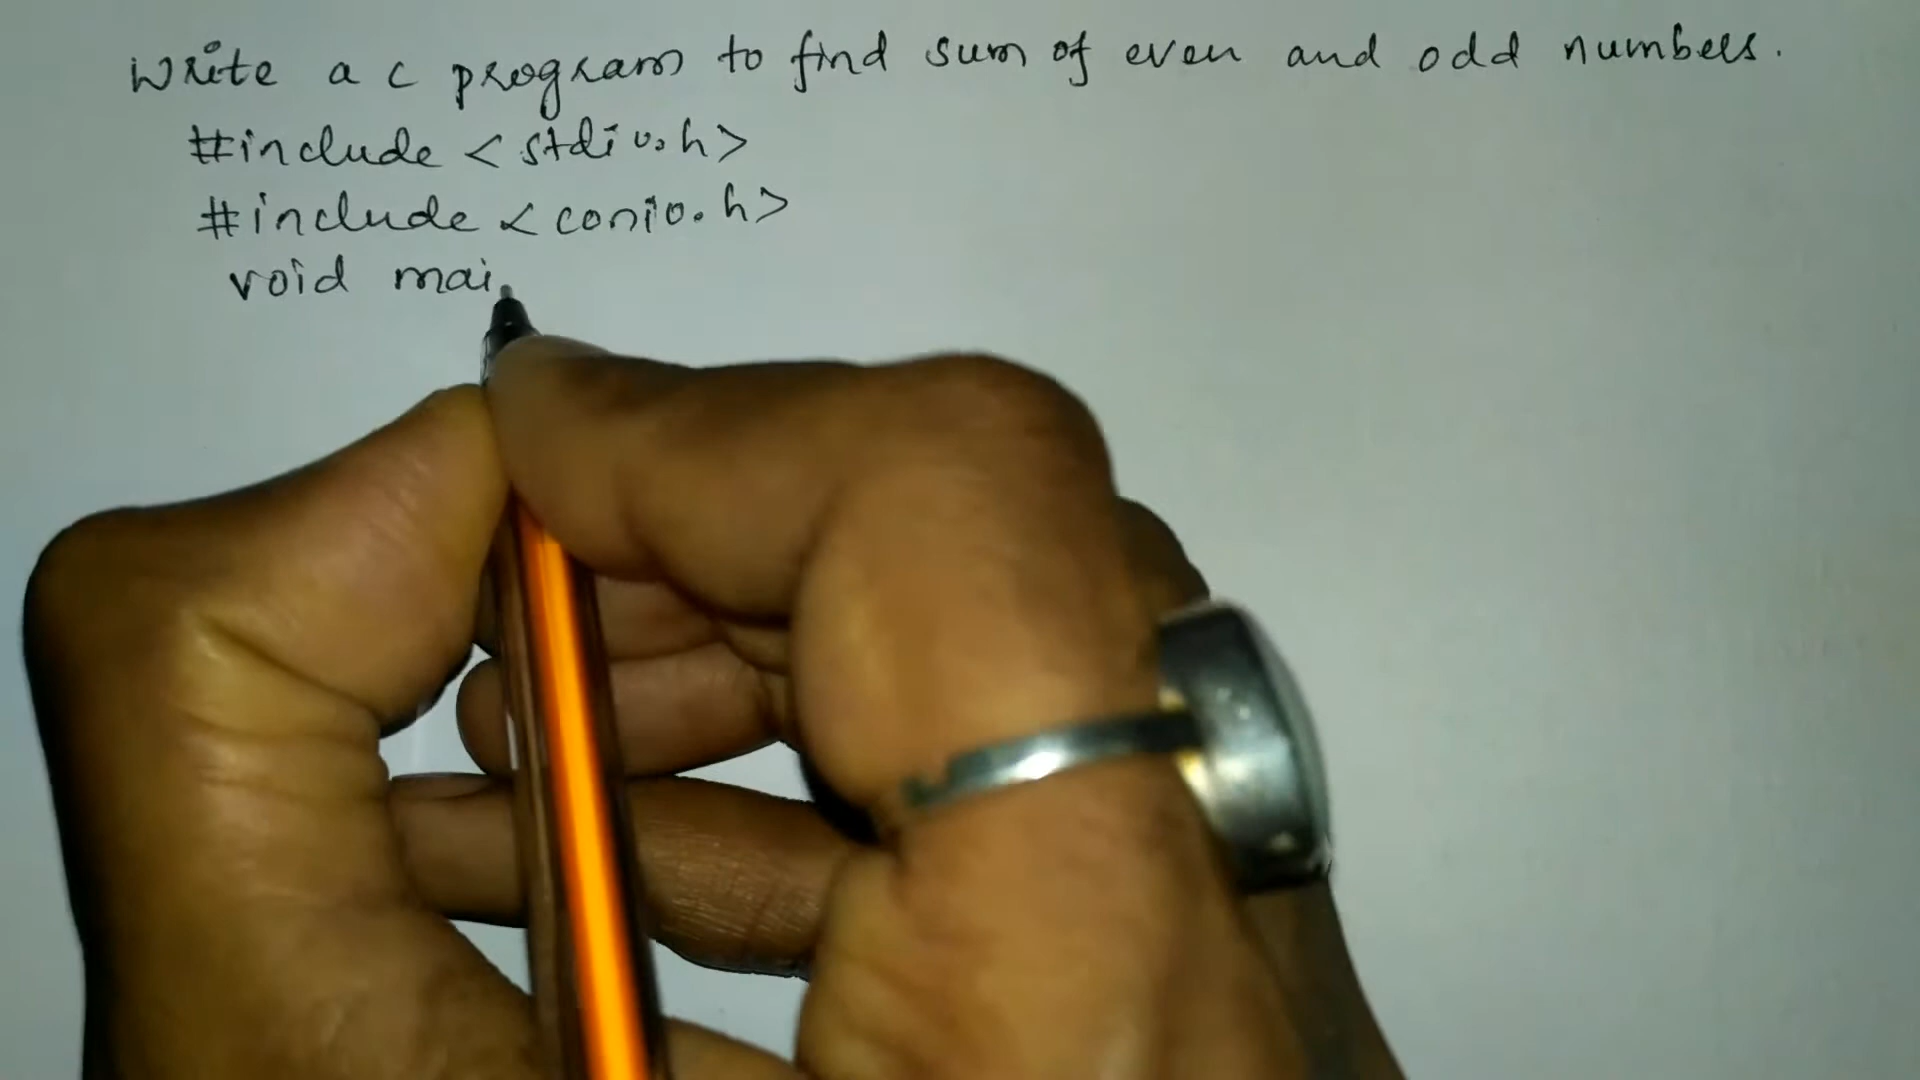 Write a c program to find sum of even and odd numbers.
#include <stdio.h>
#include <conio.h>
void mai